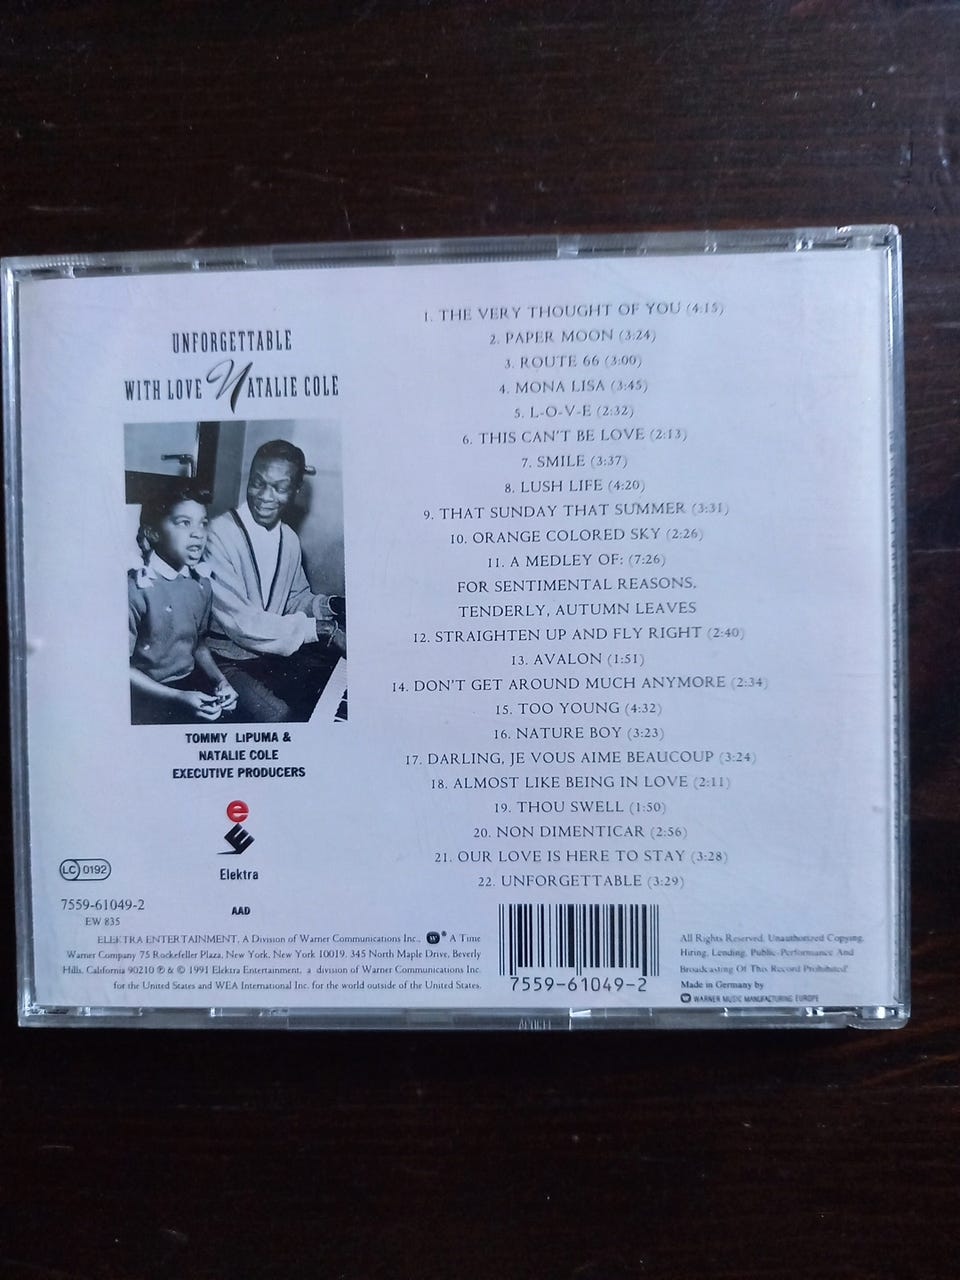 UNFORGETTABLE
WITH LOVE NATALIE COLE
TOMMY LiPUMA &
NATALIE COLE
EXECUTIVE PRODUCERS
e
E
Elektra
LC 0192
7559-61049-2
EW 835
AAD
1. THE VERY THOUGHT OF YOU (4:15)
2. PAPER MOON (3:24)
3. ROUTE 66 (3:00)
4. MONA LISA (3:45)
5. L-O-V-E (2:32)
6. THIS CAN'T BE LOVE (2:13)
7. SMILE (3:37)
8. LUSH LIFE (4:20)
9. THAT SUNDAY THAT SUMMER (3:31)
10. ORANGE COLORED SKY (2:26)
11. A MEDLEY OF: (7:26)
FOR SENTIMENTAL REASONS,
TENDERLY, AUTUMN LEAVES
12. STRAIGHTEN UP AND FLY RIGHT (2:40)
13. AVALON (1:51)
14. DON'T GET AROUND MUCH ANYMORE (2:34)
15. TOO YOUNG (4:32)
16. NATURE BOY (3:23)
17. DARLING, JE VOUS AIME BEAUCOUP (3:24)
18. ALMOST LIKE BEING IN LOVE (2:11)
19. THOU SWELL (1:50)
20. NON DIMENTICAR (2:56)
21. OUR LOVE IS HERE TO STAY (3:28)
22. UNFORGETTABLE (3:29)
ELEKTRA ENTERTAINMENT, A Division of Warner Communications Inc., ® A Time
Warner Company 75 Rockefeller Plaza, New York, New York 10019. 345 North Maple Drive, Beverly
Hills, California 90210 ℗ & © 1991 Elektra Entertainment, a division of Warner Communications Inc.
for the United States and WEA International Inc. for the world outside of the United States.
7559-61049-2
All Rights Reserved. Unauthorized Copying,
Hiring, Lending, Public Performance And
Broadcasting Of This Record Prohibited
Made in Germany by
WARNER MUSIC MANUFACTURING EUROPE